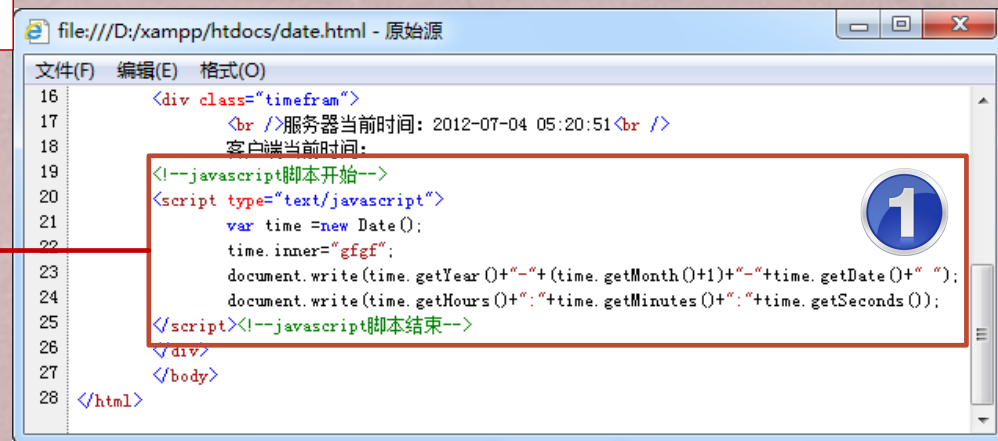 file:///D:/xampp/htdocs/date.html - 原始源
文件(F) 编辑(E) 格式(O)
16 <div class="timefram">
17 <br />服务器当前时间: 2012-07-04 05:20:51<br />
18 客户端当前时间:
19 <!--javascript脚本开始-->
20 <script type="text/javascript">
21 var time =new Date();
22 time.inner="gfgf";
23 document.write(time.getYear()+"-"+(time.getMonth()+1)+"-"+time.getDate()+" ");
24 document.write(time.getHours()+":"+time.getMinutes()+":"+time.getSeconds());
25 </script><!--javascript脚本结束-->
26 </div>
27 </body>
28 </html>
1